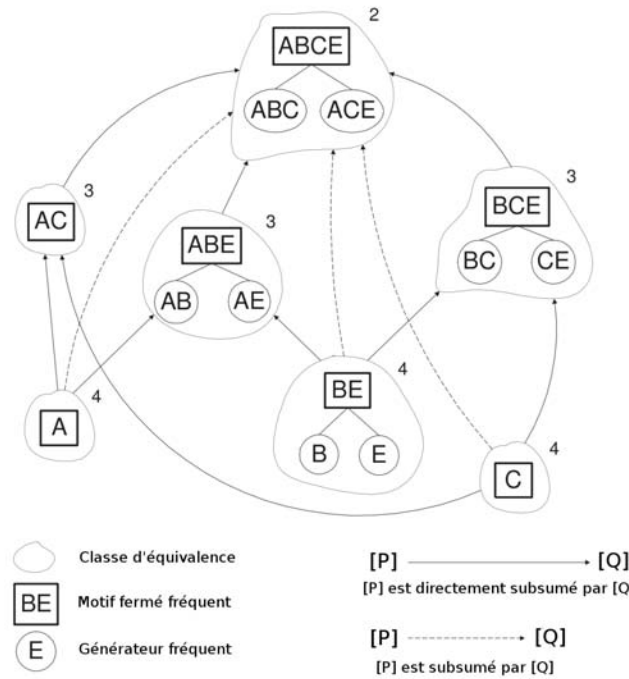 2
ABCE
ABC ACE
3
AC
3
ABE
AB AE
3
BCE
BC CE
4
A
4
BE
B E
4
C
Classe d'équivalence
BE Motif fermé fréquent
E Générateur fréquent
[P] [Q]
[P] est directement subsumé par [Q
[P] [Q]
[P] est subsumé par [Q]